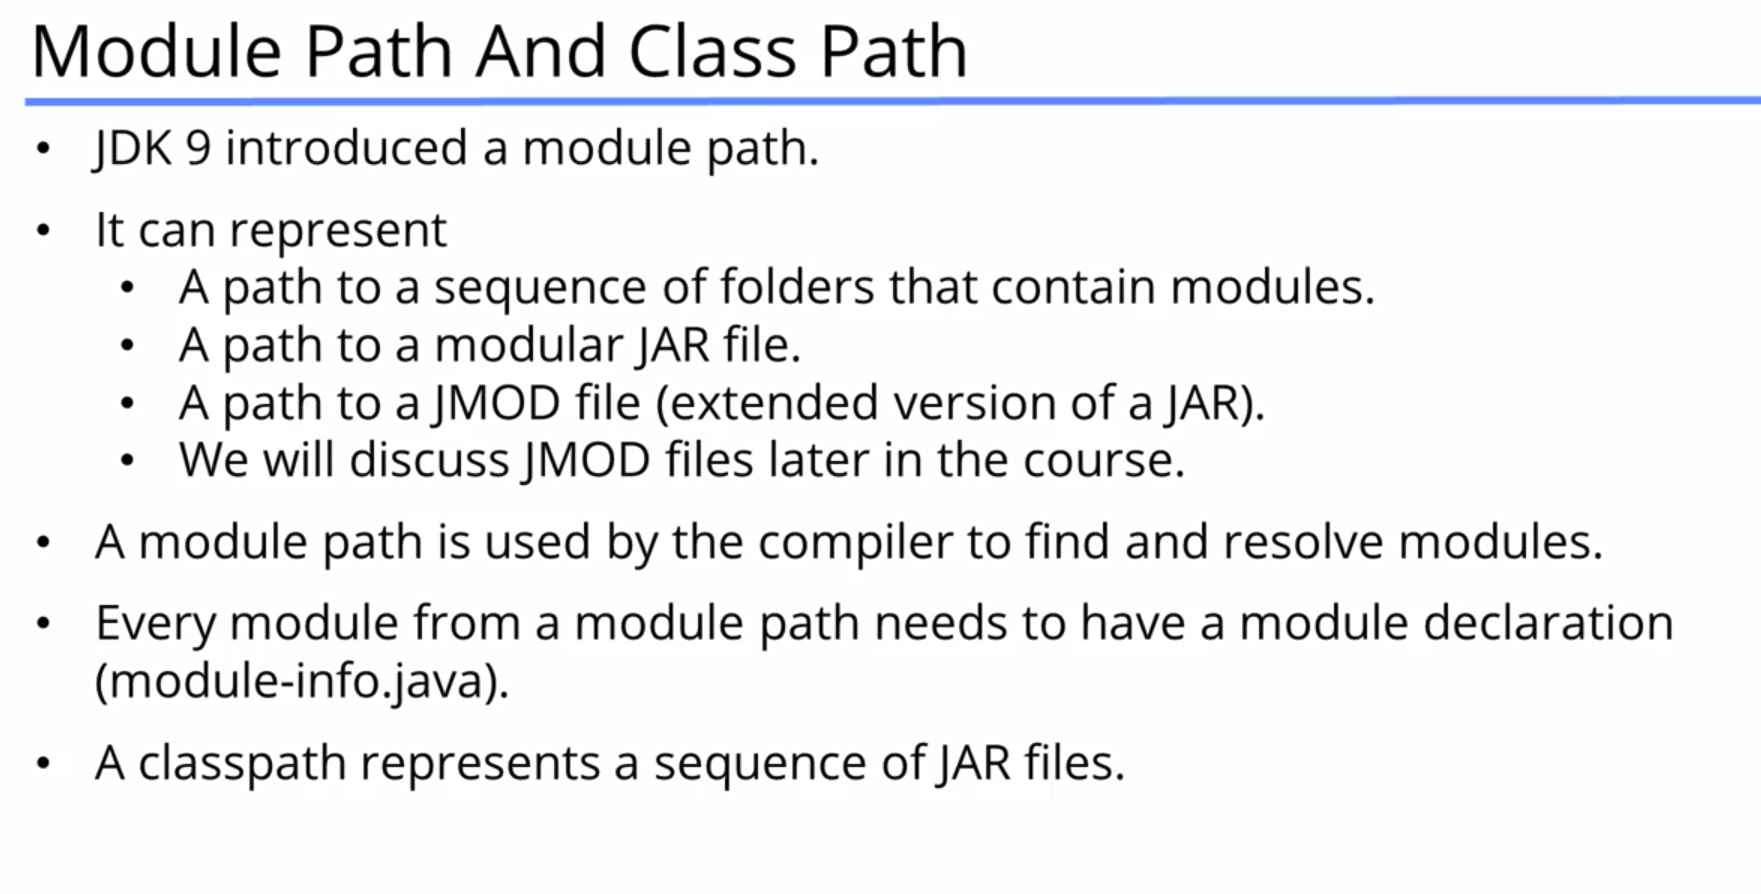 Module Path And Class Path
• JDK 9 introduced a module path.
• It can represent
• A path to a sequence of folders that contain modules.
• A path to a modular JAR file.
• A path to a JMOD file (extended version of a JAR).
• We will discuss JMOD files later in the course.
• A module path is used by the compiler to find and resolve modules.
• Every module from a module path needs to have a module declaration
(module-info.java).
• A classpath represents a sequence of JAR files.